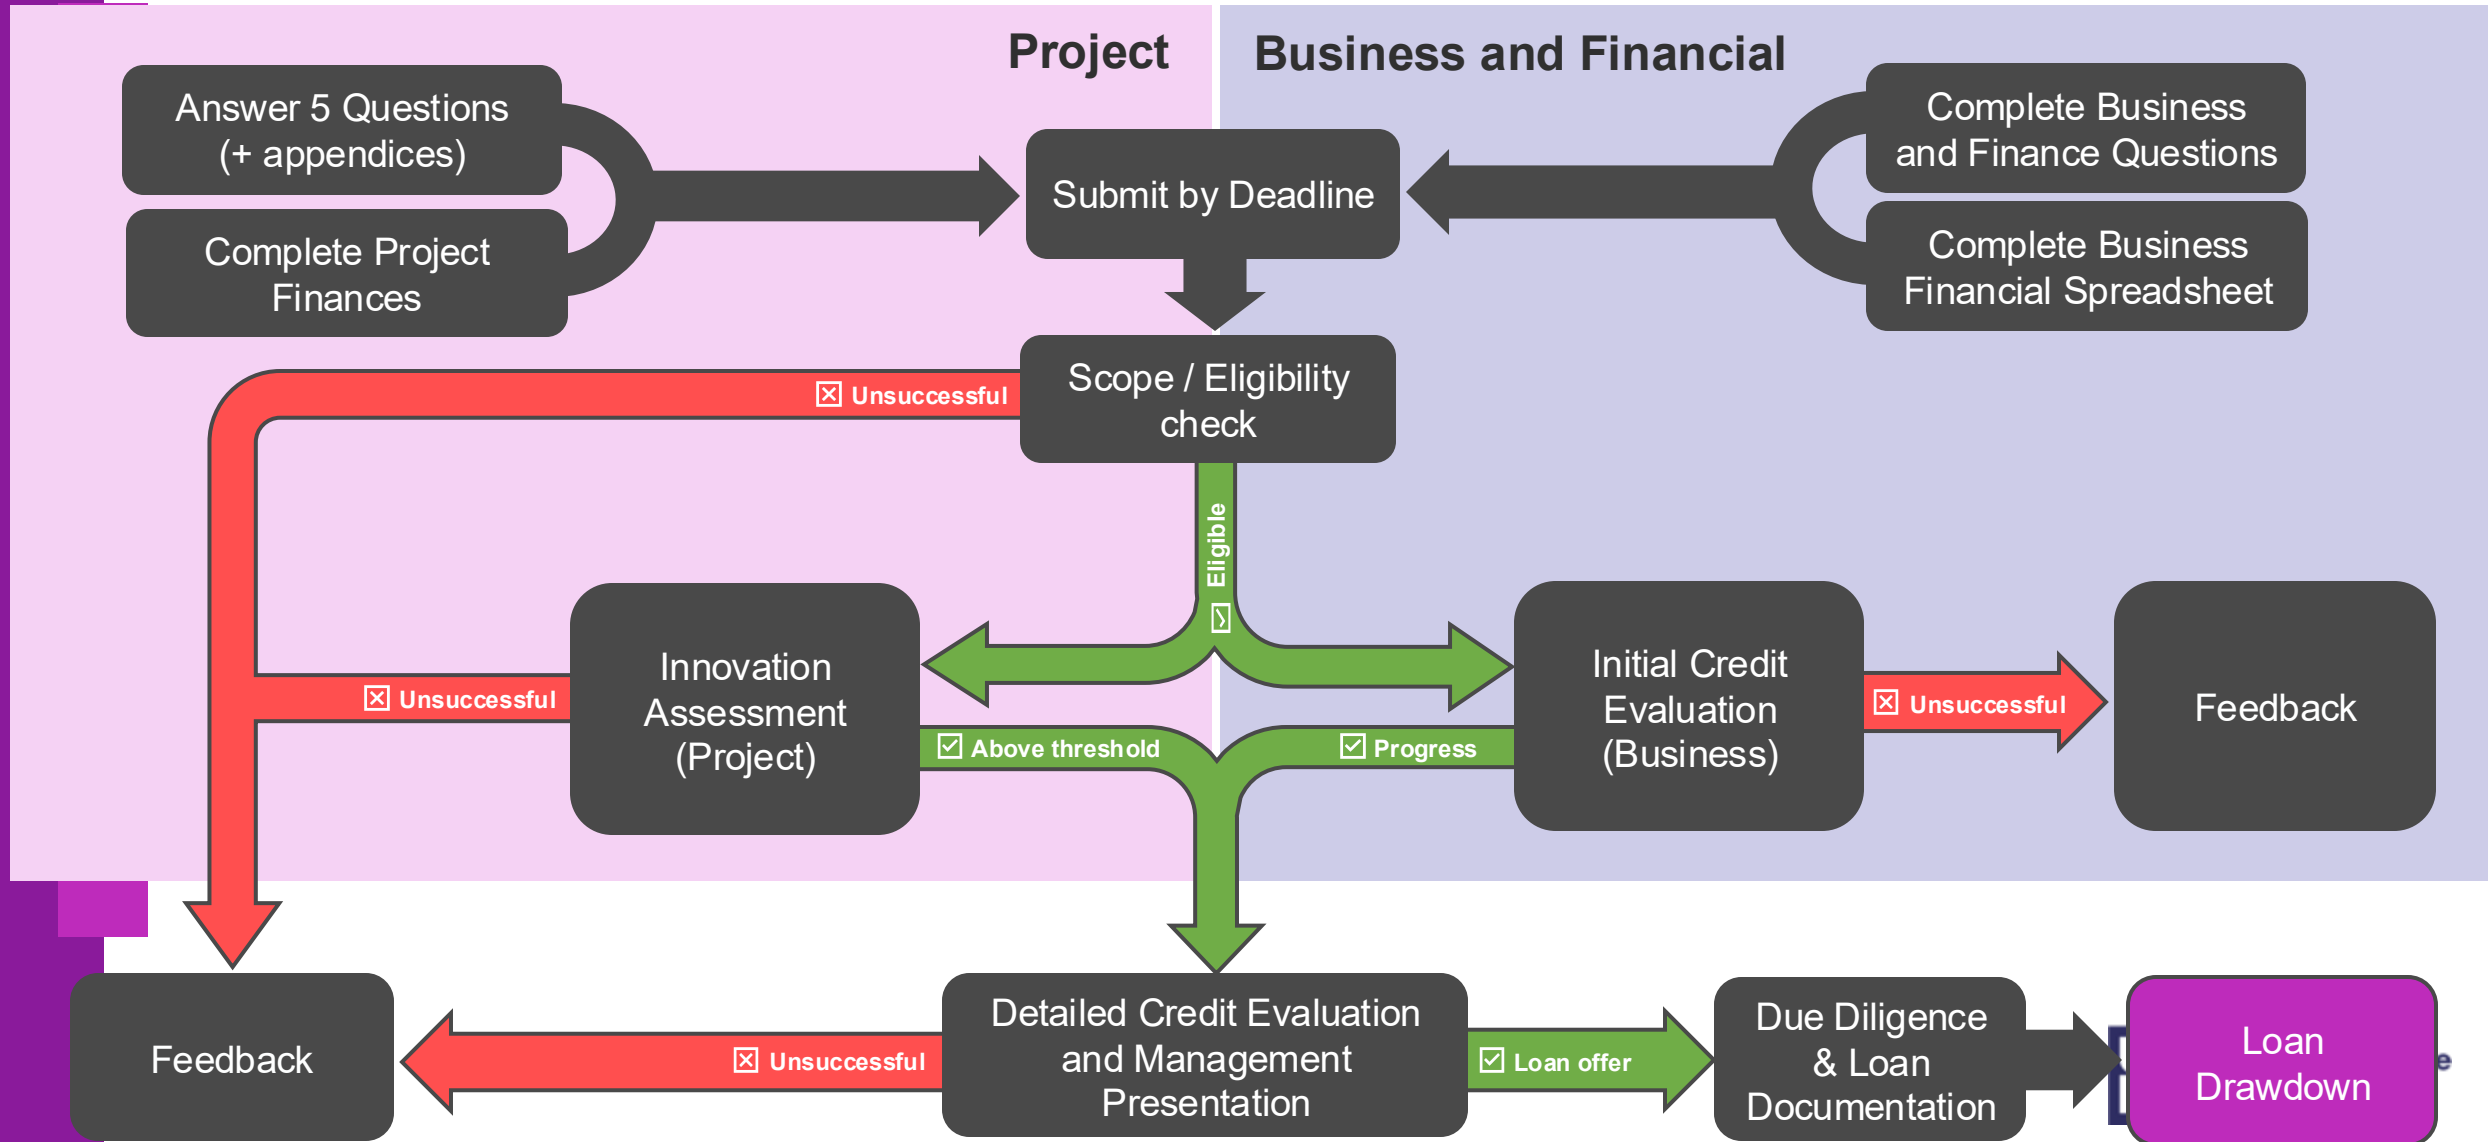 Project
Business and Financial
Answer 5 Questions
(+ appendices)
Complete Project
Finances
Submit by Deadline
Complete Business
and Finance Questions
Complete Business
Financial Spreadsheet
Scope / Eligibility
check
Unsuccessful
Eligible
Innovation
Assessment
(Project)
Unsuccessful
Above threshold
Initial Credit
Evaluation
(Business)
Progress
Unsuccessful
Feedback
Feedback
Unsuccessful
Detailed Credit Evaluation
and Management
Presentation
Loan offer
Due Diligence
& Loan
Documentation
Loan
Drawdown